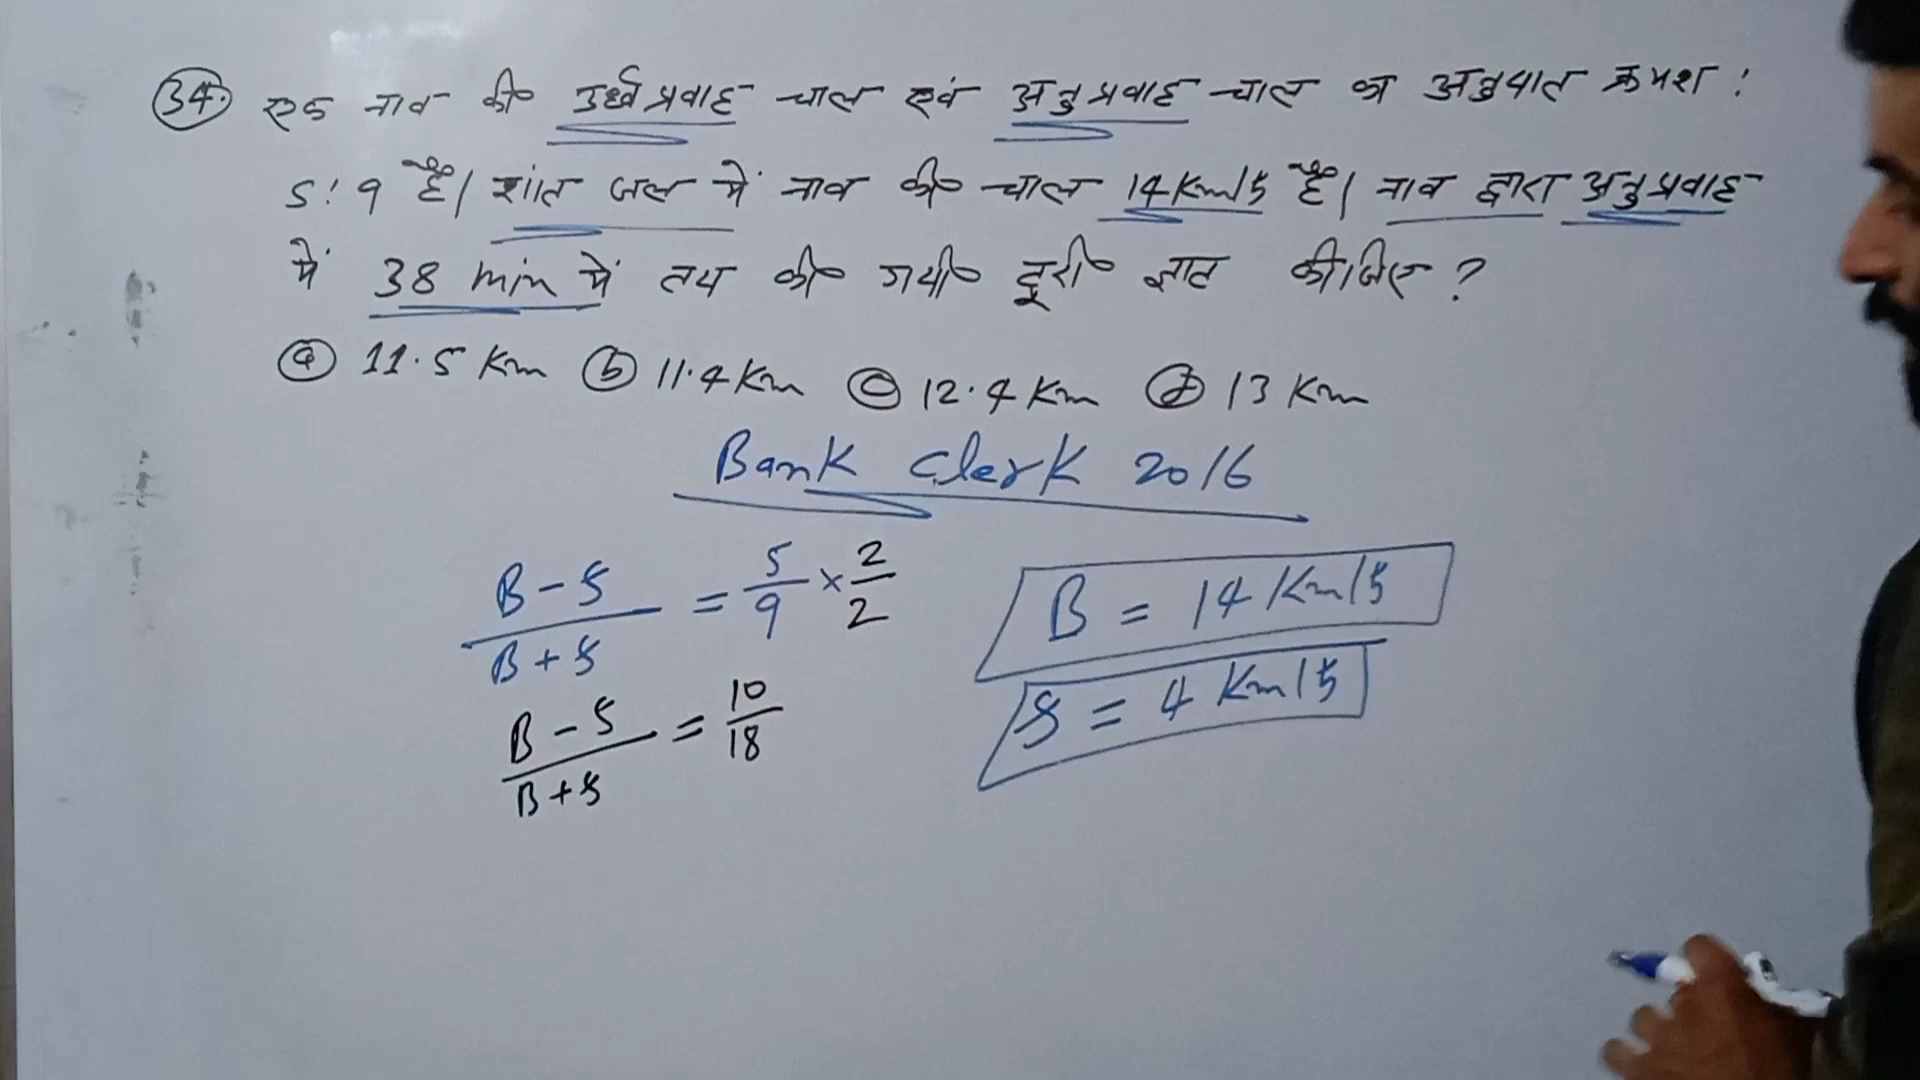 34. एक नाव की उर्ध्वप्रवाह चाल एवं अनुप्रवाह चाल का अनुपात क्रमश:
5:9 है। शांत जल में नाव की चाल 14 Km/h है। नाव द्वारा अनुप्रवाह
में 38 min में तय की गयी दूरी ज्ञात कीजिए ?
(a) 11.5 Km (b) 11.4 Km (c) 12.4 Km (d) 13 Km
Bank Clerk 2016
B-S/B+S = 5/9 × 2/2
B = 14 Km/h
B-S/B+S = 10/18
S = 4 Km/h